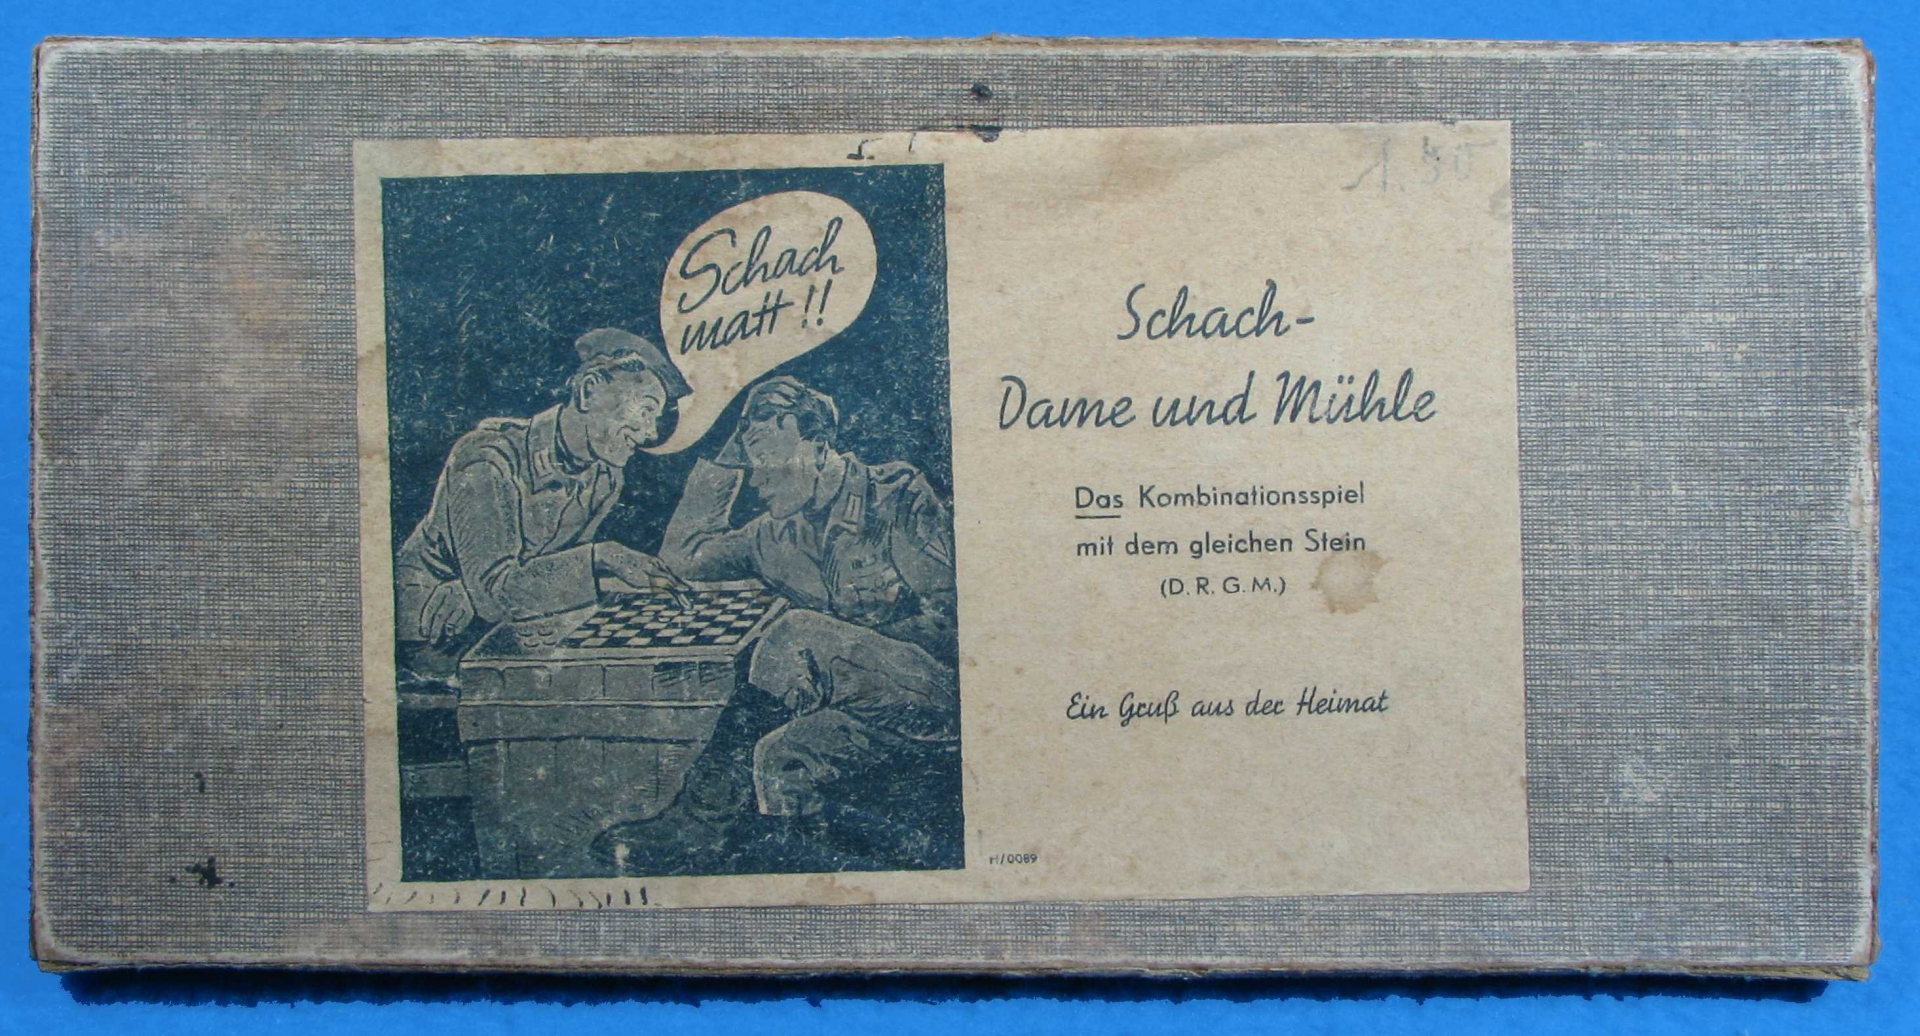 Schach
matt!!
Schach-
Dame und Mühle
Das Kombinationsspiel
mit dem gleichen Stein
(D. R. G. M.)
Ein Gruß aus der Heimat
H/0089